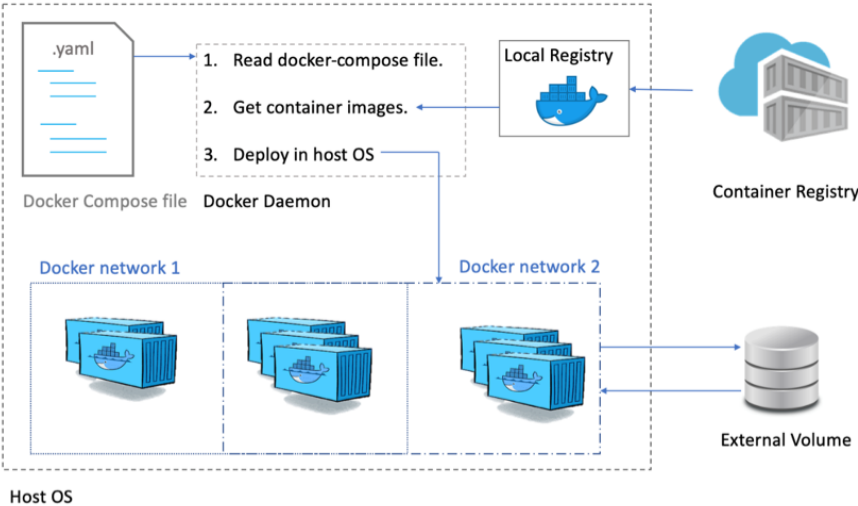 .yaml
1. Read docker-compose file.
2. Get container images.
3. Deploy in host OS
Local Registry
Container Registry
Docker Compose file
Docker Daemon
Docker network 1
Docker network 2
External Volume
Host OS